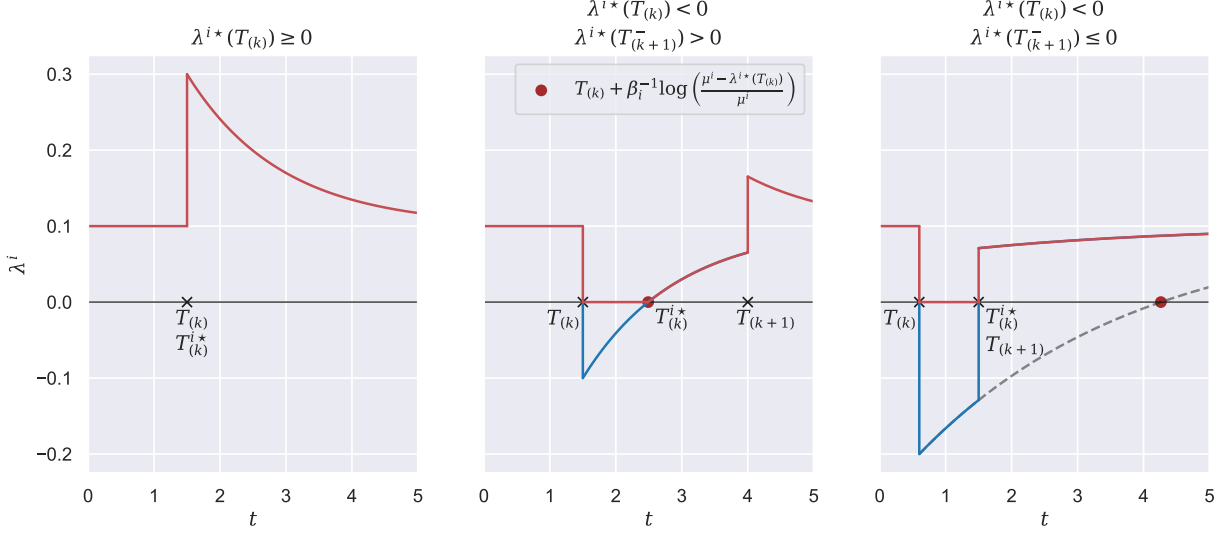 λ^{i⋆}(T_{(k)}) ≥ 0
λ^{i⋆}(T_{(k)}) < 0
λ^{i⋆}(T^−_{(k+1)}) > 0
λ^{i⋆}(T_{(k)}) < 0
λ^{i⋆}(T^−_{(k+1)}) ≤ 0
T_{(k)} + β_i^{−1} log ( (μ^i − λ^{i⋆}(T_{(k)})) / μ^i )
λ^i
0.3
0.2
0.1
0.0
−0.1
−0.2
T_{(k)}
T^{i⋆}_{(k)}
0 1 2 3 4 5
t
T_{(k)} T^{i⋆}_{(k)} T_{(k+1)}
0 1 2 3 4 5
t
T_{(k)} T^{i⋆}_{(k)}
T_{(k+1)}
0 1 2 3 4 5
t